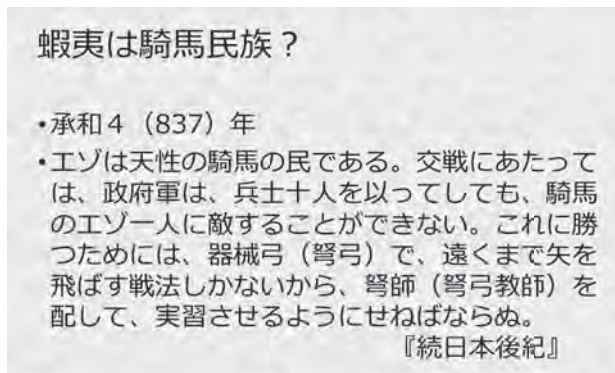 蝦夷は騎馬民族？
•承和４（837）年
•エゾは天性の騎馬の民である。交戦にあたって
は、政府軍は、兵士十人を以ってしても、騎馬
のエゾ一人に敵することができない。これに勝
つためには、器械弓（弩弓）で、遠くまで矢を
飛ばす戦法しかないから、弩師（弩弓教師）を
配して、実習させるようにせねばならぬ。
『続日本後紀』